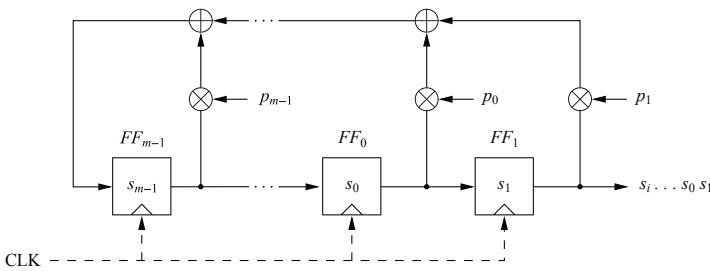 p_{m-1} p_0 p_1
FF_{m-1} FF_0 FF_1
s_{m-1} ... s_0 s_1 s_i ... s_0 s_1
CLK